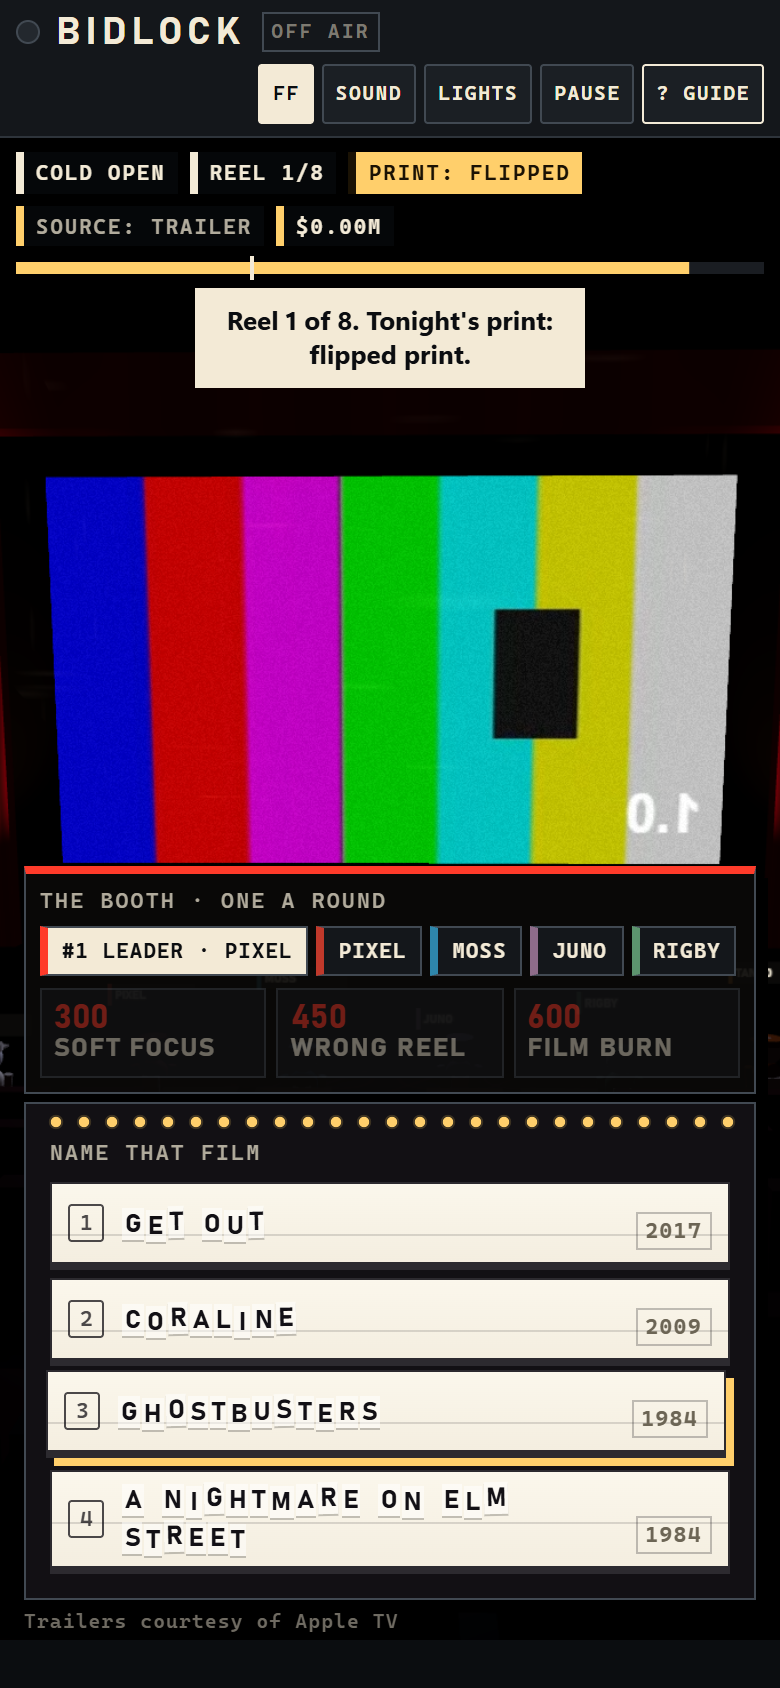 BIDLOCK OFF AIR
FF SOUND LIGHTS PAUSE ? GUIDE
COLD OPEN REEL 1/8 PRINT: FLIPPED
SOURCE: TRAILER $0.00M
Reel 1 of 8. Tonight's print:
flipped print.
1.0
THE BOOTH · ONE A ROUND
#1 LEADER · PIXEL PIXEL MOSS JUNO RIGBY
300 450 600
SOFT FOCUS WRONG REEL FILM BURN
NAME THAT FILM
1 GET OUT 2017
2 CORALINE 2009
3 GHOSTBUSTERS 1984
4 A NIGHTMARE ON ELM
STREET 1984
Trailers courtesy of Apple TV